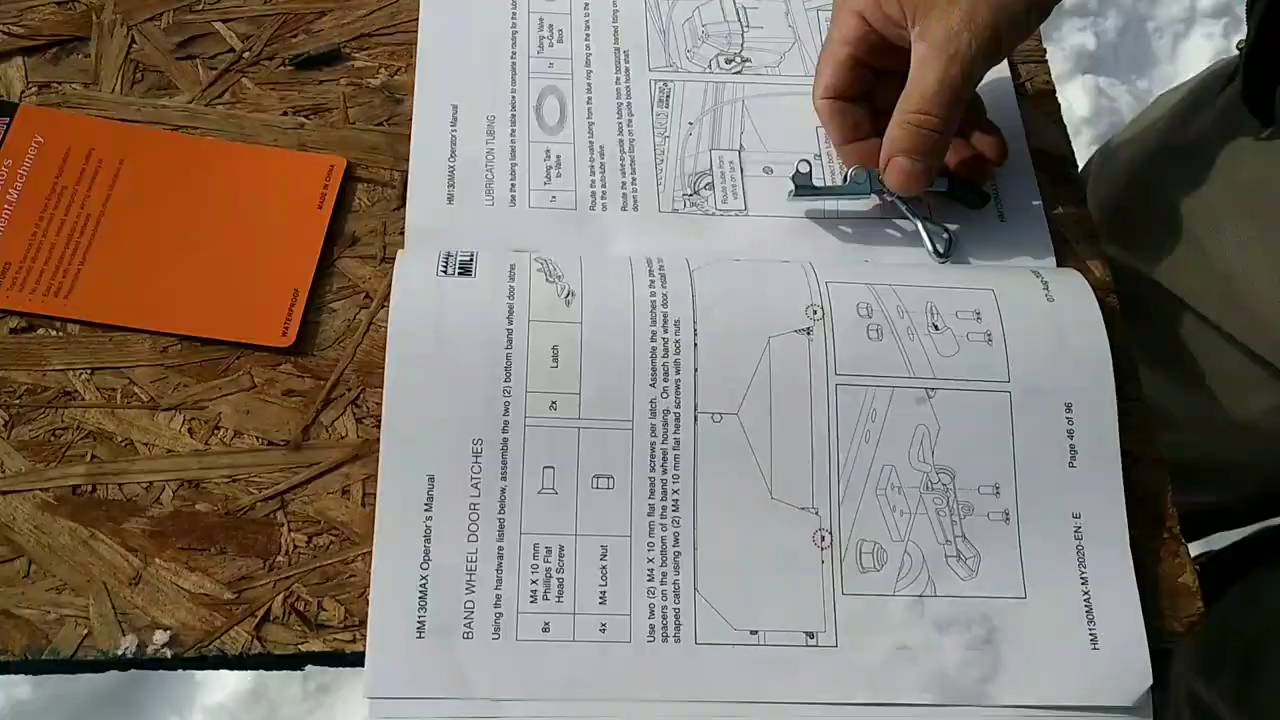 HM130MAX Operator's Manual
BAND WHEEL DOOR LATCHES
Using the hardware listed below, assemble the two (2) bottom band wheel door latches.
8x
M4 X 10 mm
Phillips Flat
Head Screw
2x
Latch
4x
M4 Lock Nut
Use two (2) M4 X 10 mm flat head screws per latch. Assemble the latches to the
spacers on the bottom of the band wheel housing. On each band wheel door, install the
shaped catch using two (2) M4 X 10 mm flat head screws with lock nuts.
HM130MAX-MY2020-EN: E
Page 46 of 96
MILL
HM130MAX Operator's Manual
LUBRICATION TUBING
Use the tubing listed in the table below to complete the routing for the
1x
Tubing: Tank-
to-Valve
1x
Tubing: Valve-
to-Guide
Block
Route the tank-to-valve tubing from the blue ring fitting on the tank to the
on the auto-lube valve.
Route the valve-to-guide block tubing from the horizontal barbed fitting on
down to the barbed fitting on the guide block holder shaft.
Route tube from
valve on tank
Machinery
WATERPROOF
MADE IN CHINA